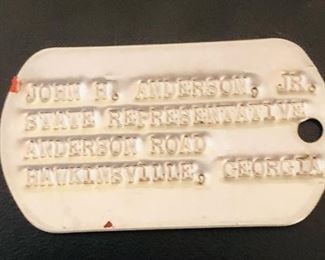 JOHN H. ANDERSON, JR.
STATE REPRESENTATIVE
ANDERSON ROAD
HAWKINSVILLE, GEORGIA